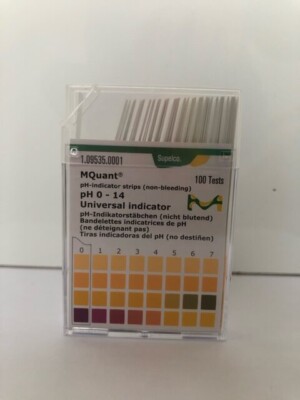 1.09535.0001
Supelco
MQuant®
100 Tests
pH-indicator strips (non-bleeding)
pH 0 - 14
Universal indicator
pH-Indikatorstäbchen (nicht blutend)
Bandelettes indicatrices de pH
(ne déteignant pas)
Tiras indicadoras del pH (no destiñen)
0 1 2 3 4 5 6 7